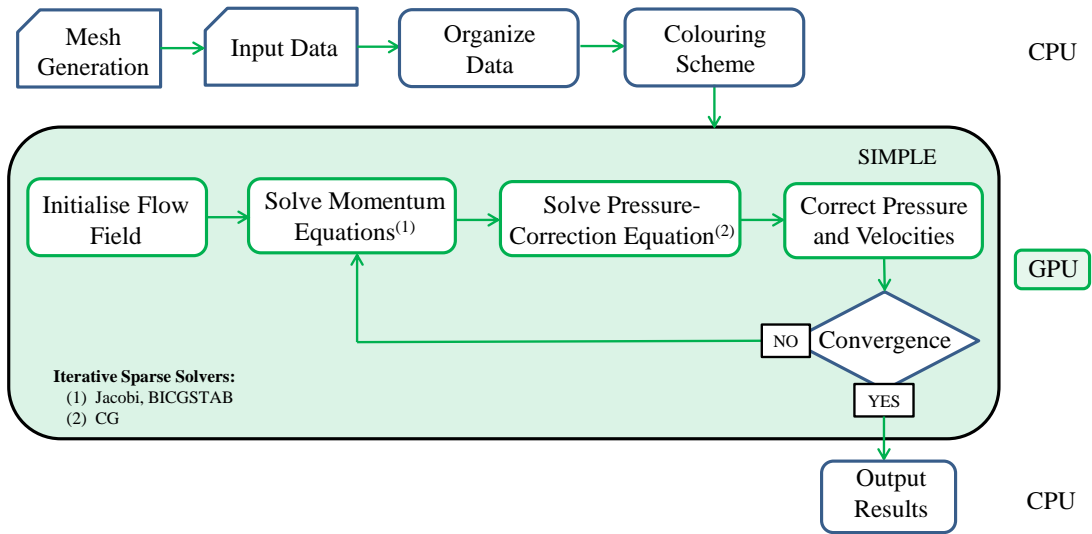 Mesh
Generation
Input Data
Organize
Data
Colouring
Scheme
CPU
SIMPLE
Initialise Flow
Field
Solve Momentum
Equations(1)
Solve Pressure-
Correction Equation(2)
Correct Pressure
and Velocities
GPU
Convergence
NO
YES
Iterative Sparse Solvers:
(1) Jacobi, BICGSTAB
(2) CG
Output
Results
CPU